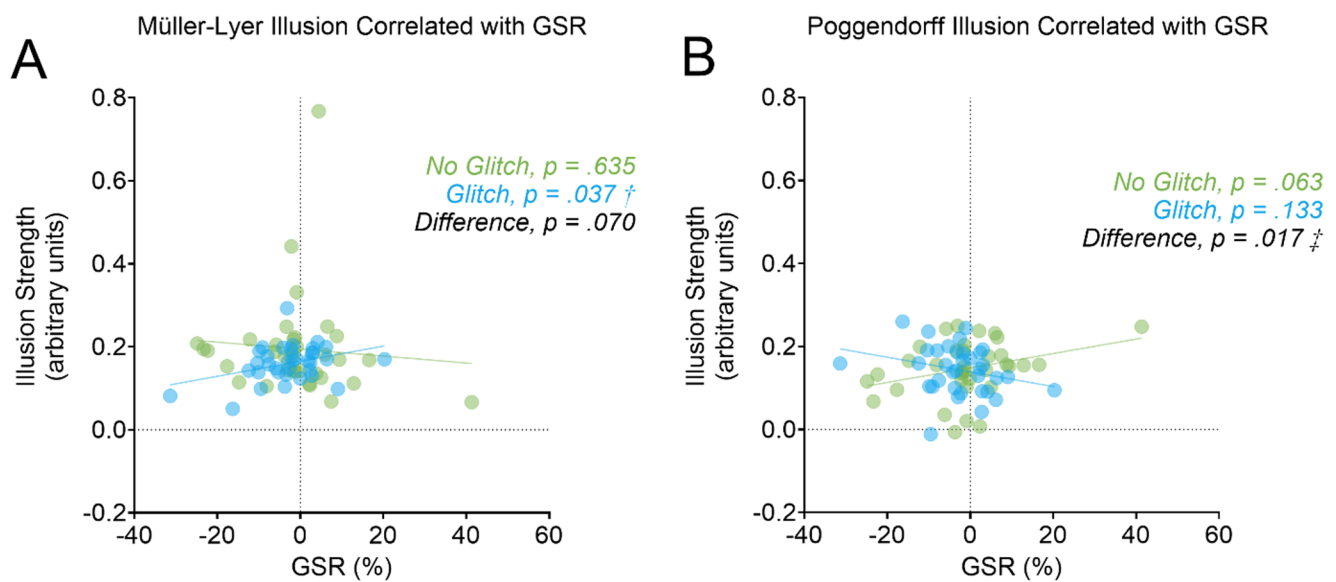 Müller-Lyer Illusion Correlated with GSR
A
Illusion Strength
(arbitrary units)
0.8
0.6
0.4
0.2
0.0
-0.2
No Glitch, p = .635
Glitch, p = .037 †
Difference, p = .070
-40 -20 0 20 40 60
GSR (%)
Poggendorff Illusion Correlated with GSR
B
Illusion Strength
(arbitrary units)
0.8
0.6
0.4
0.2
0.0
-0.2
No Glitch, p = .063
Glitch, p = .133
Difference, p = .017 ‡
-40 -20 0 20 40 60
GSR (%)